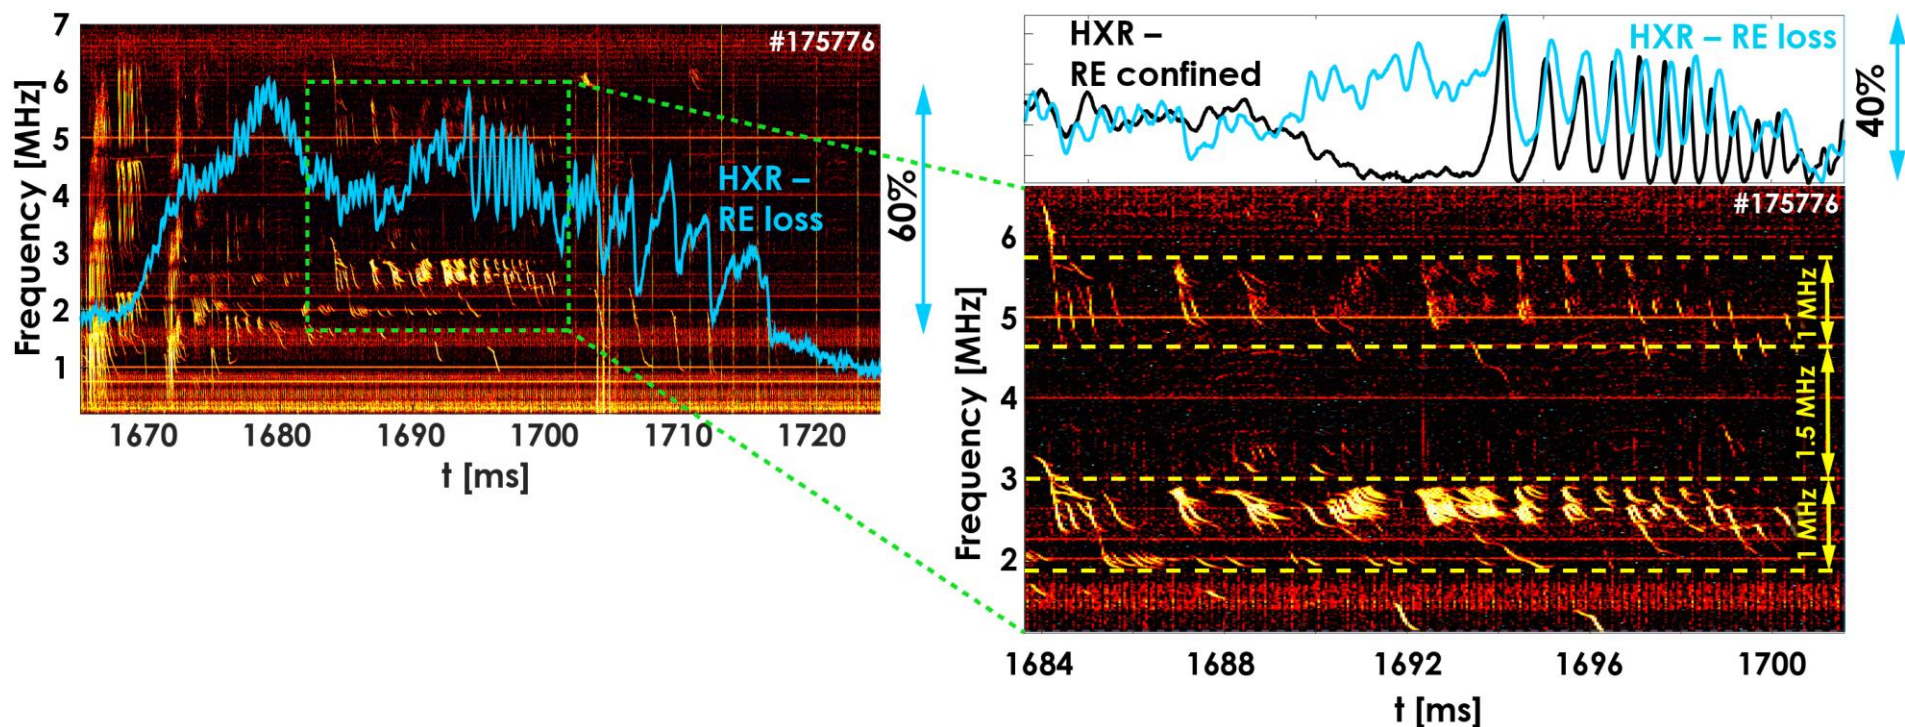 7
6
5
4
3
2
1
Frequency [MHz]
#175776
HXR –
RE loss
60%
1670
1680
1690
1700
1710
1720
t [ms]
HXR –
RE confined
HXR – RE loss
40%
#175776
6
5
4
3
2
Frequency [MHz]
1 MHz
1.5 MHz
1 MHz
1684
1688
1692
1696
1700
t [ms]